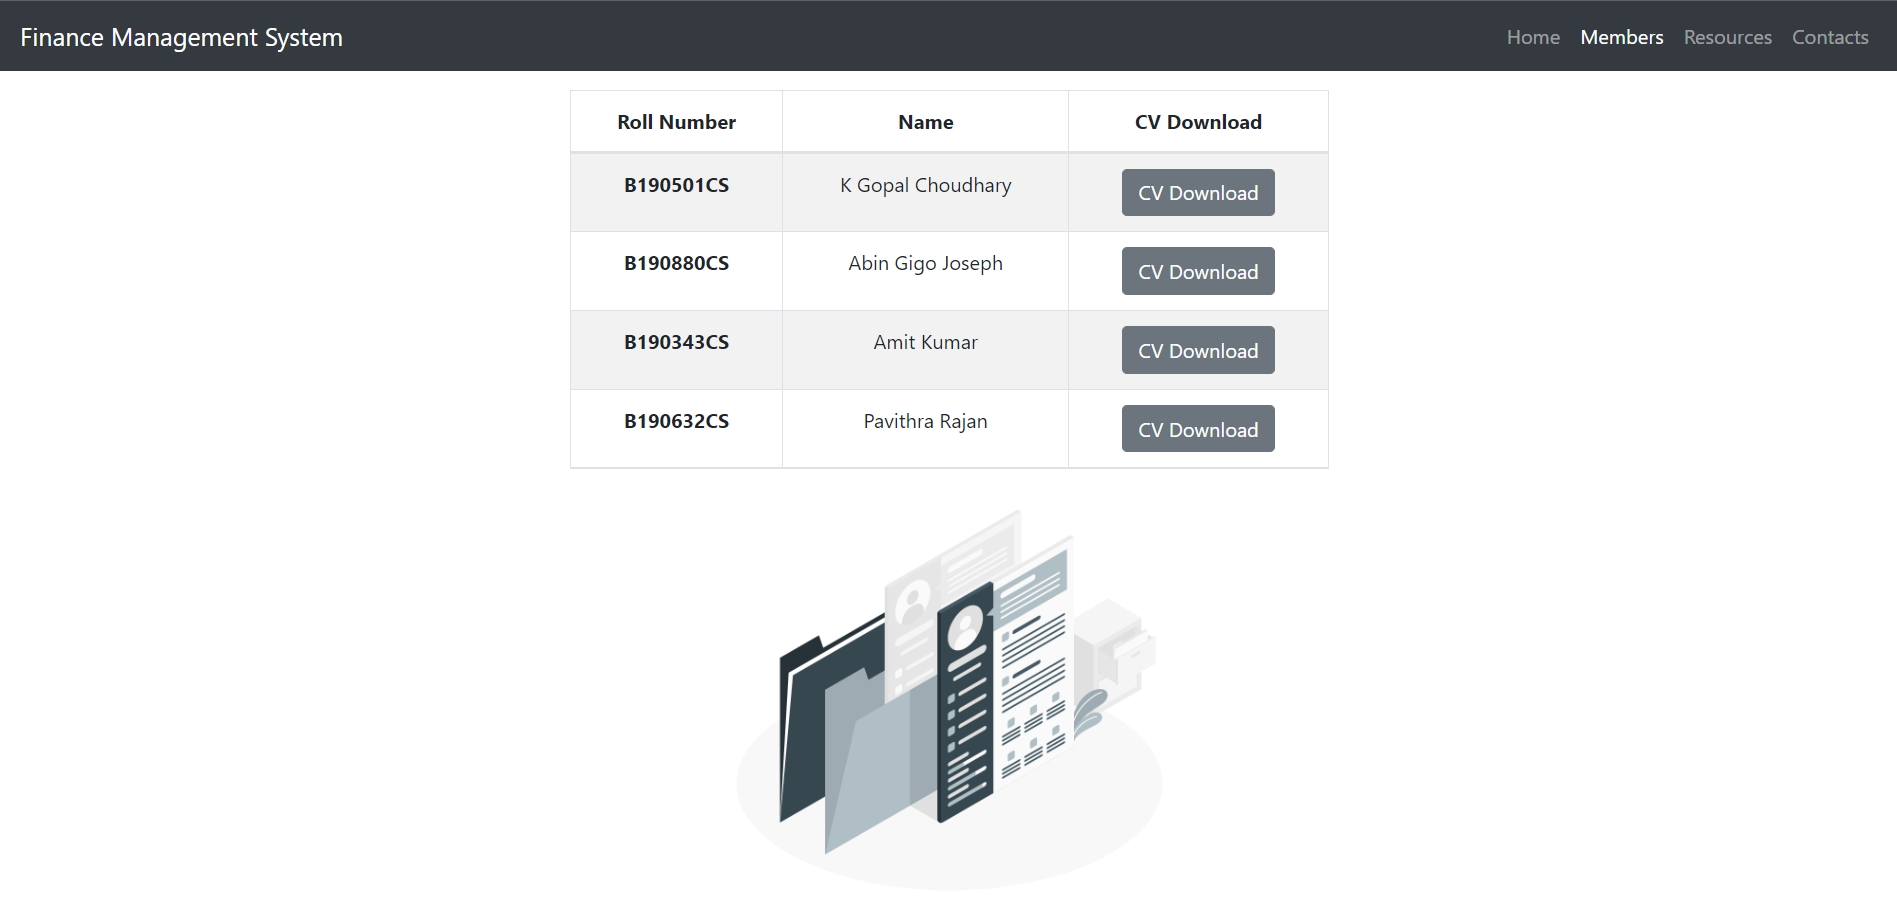 Finance Management System
Home Members Resources Contacts
Roll Number Name CV Download
B190501CS K Gopal Choudhary CV Download
B190880CS Abin Gigo Joseph CV Download
B190343CS Amit Kumar CV Download
B190632CS Pavithra Rajan CV Download